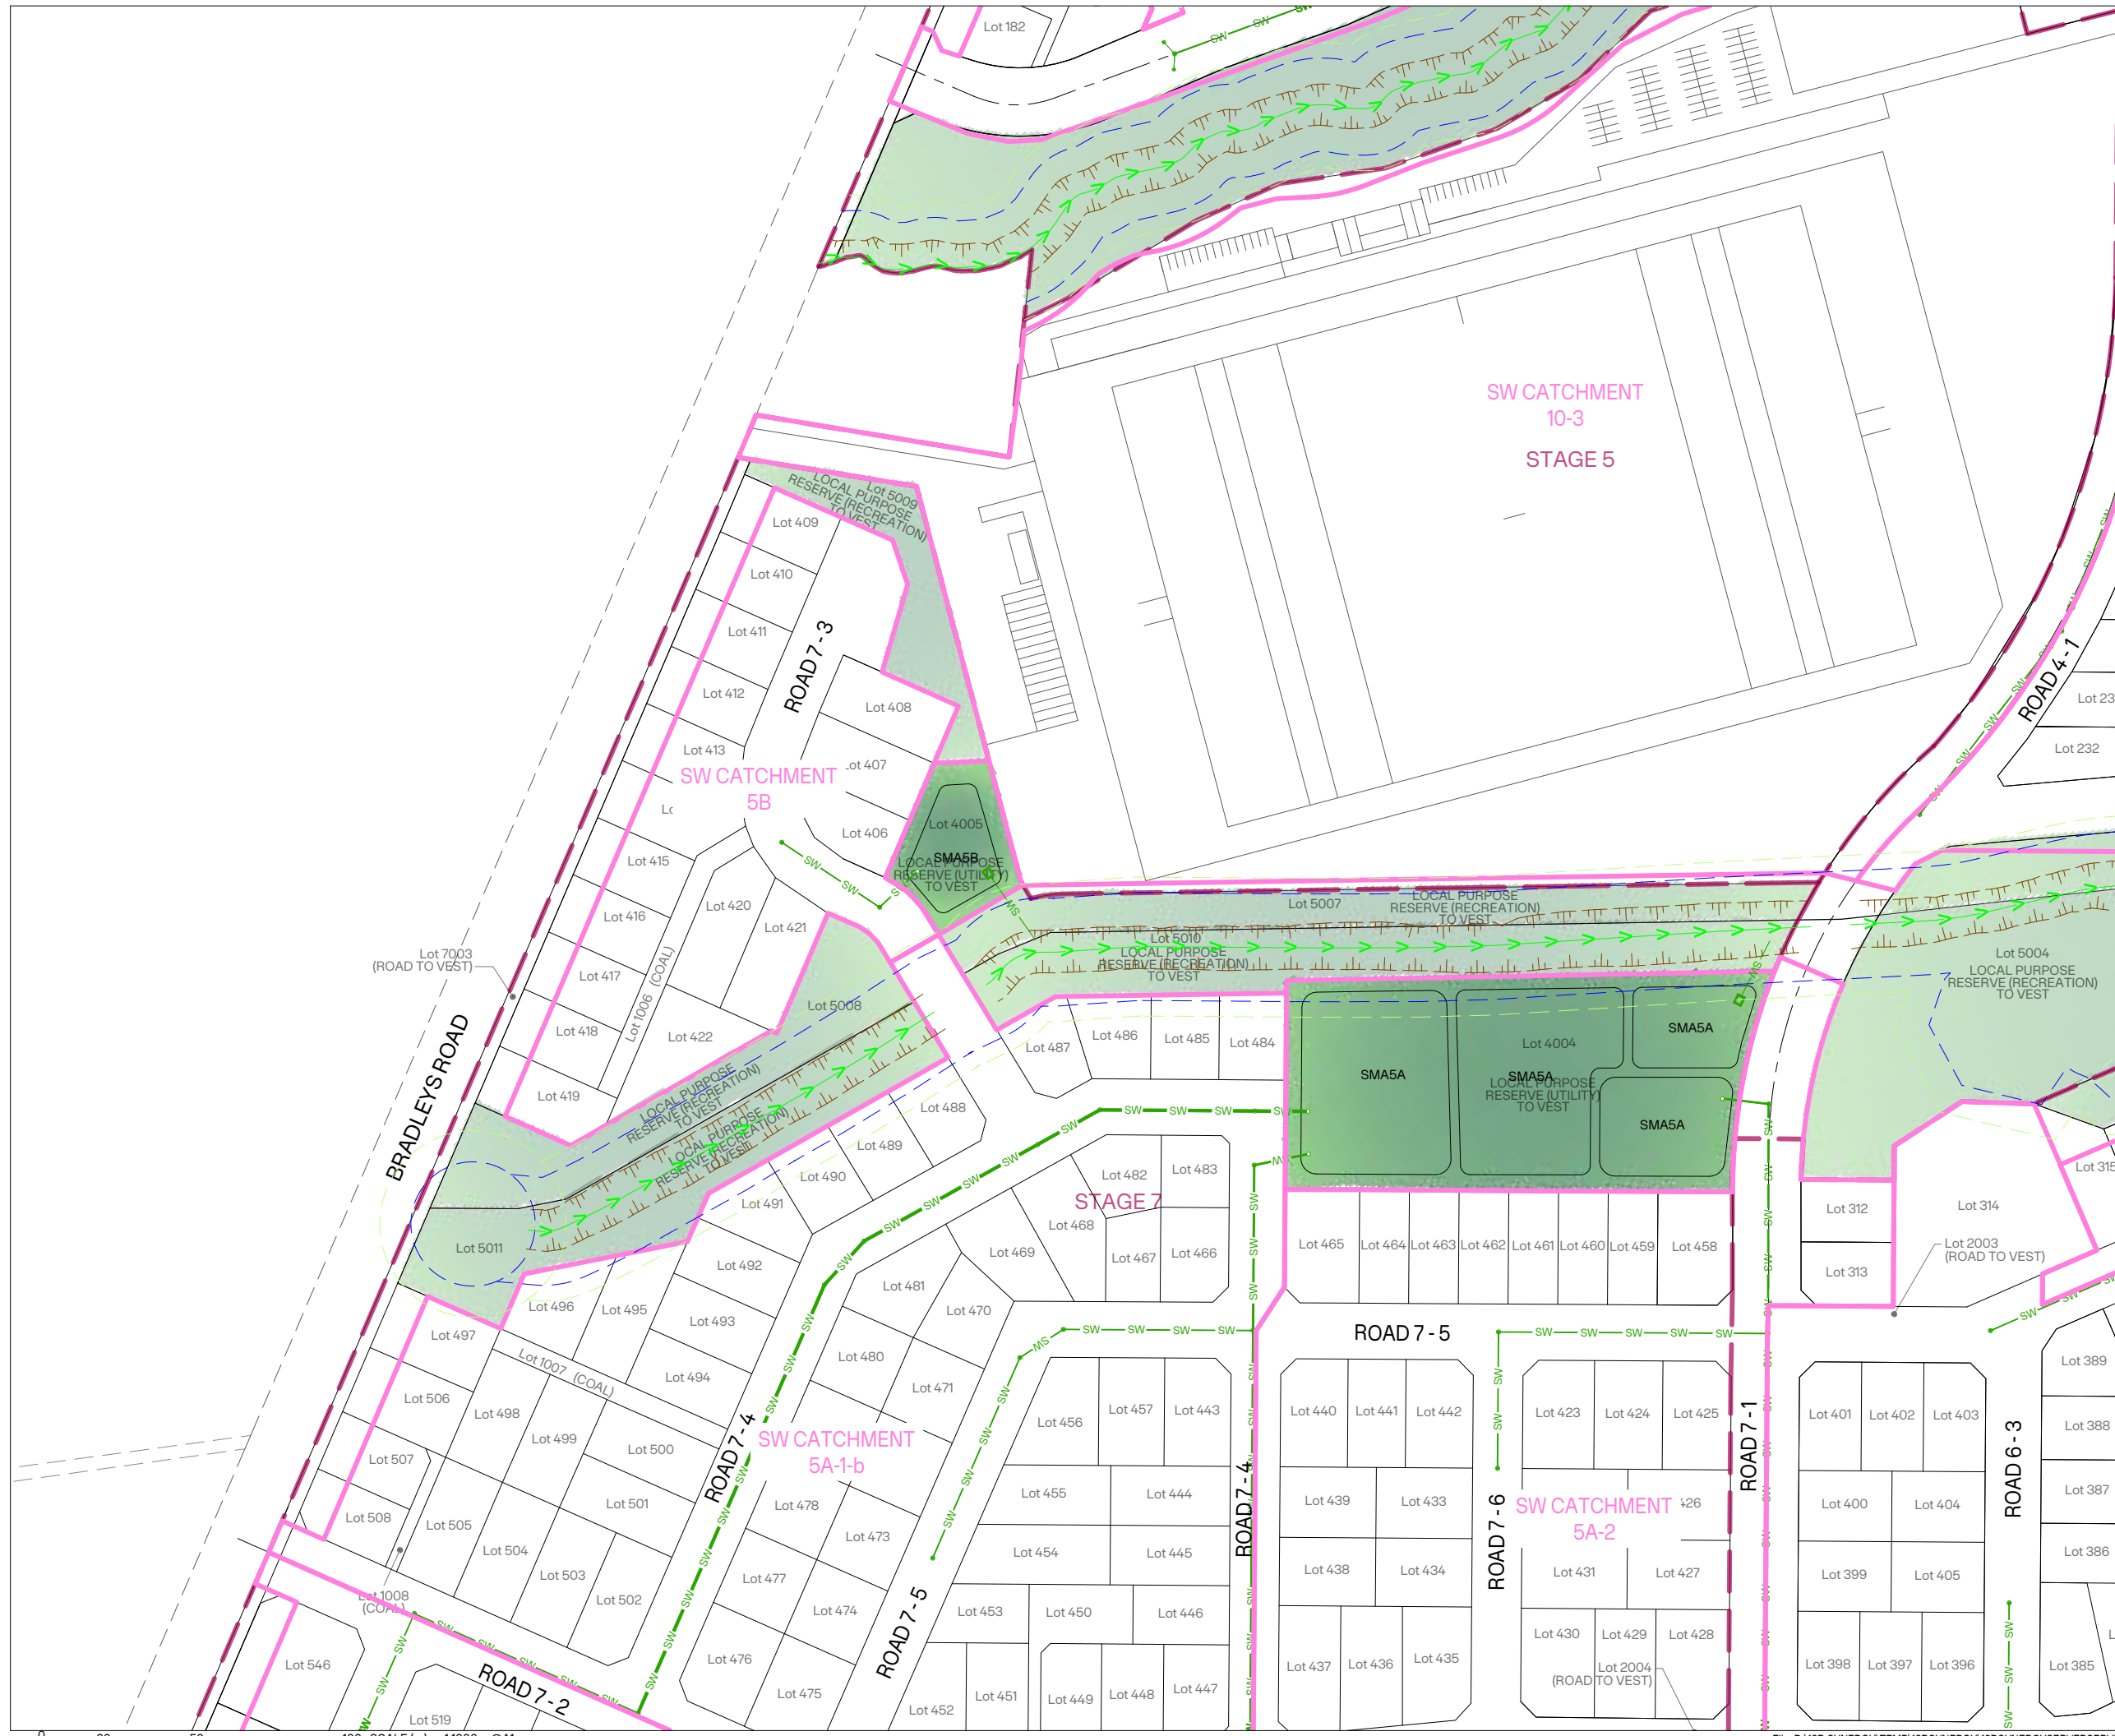 Lot 182
SW
SW
SW CATCHMENT
10-3
STAGE 5
Lot 5009
LOCAL PURPOSE
RESERVE (RECREATION)
TO VEST
Lot 409
Lot 410
Lot 411
Lot 412
Lot 413
ROAD 7 - 3
Lot 408
Lot 406
SW CATCHMENT
5B
ROAD 4 - 1
Lot 23
Lot 232
Lot 4005
SMA5B
LOCAL PURPOSE
RESERVE (UTILITY)
TO VEST
Lot 415
Lot 416
Lot 417
Lot 418
Lot 419
Lot 420
Lot 421
Lot 422
Lot 1006 (COAL)
Lot 7003
(ROAD TO VEST)
BRADLEYS ROAD
Lot 5007
LOCAL PURPOSE
RESERVE (RECREATION)
TO VEST
Lot 5010
LOCAL PURPOSE
RESERVE (RECREATION)
TO VEST
Lot 5004
LOCAL PURPOSE
RESERVE (RECREATION)
TO VEST
Lot 5008
LOCAL PURPOSE
RESERVE (RECREATION)
TO VEST
LOCAL PURPOSE
RESERVE (RECREATION)
TO VEST
Lot 5011
Lot 487
Lot 486
Lot 485
Lot 484
SMA5A
Lot 4004
SMA5A
LOCAL PURPOSE
RESERVE (UTILITY)
TO VEST
SMA5A
SMA5A
Lot 488
Lot 489
Lot 490
Lot 491
Lot 492
Lot 493
Lot 494
Lot 495
Lot 496
Lot 497
Lot 482
Lot 483
STAGE 7
Lot 468
Lot 467
Lot 466
Lot 469
Lot 481
Lot 470
Lot 480
Lot 471
Lot 465
Lot 464
Lot 463
Lot 462
Lot 461
Lot 460
Lot 459
Lot 458
Lot 312
Lot 313
Lot 314
Lot 315
Lot 2003
(ROAD TO VEST)
ROAD 7 - 5
Lot 1007 (COAL)
Lot 506
Lot 498
Lot 499
Lot 500
Lot 501
Lot 507
Lot 508
Lot 505
Lot 504
Lot 503
Lot 502
Lot 1008
(COAL)
ROAD 7 - 4
SW CATCHMENT
5A-1-b
Lot 478
Lot 473
Lot 477
Lot 474
Lot 476
Lot 475
ROAD 7 - 5
Lot 456
Lot 457
Lot 443
Lot 455
Lot 444
Lot 454
Lot 445
Lot 453
Lot 450
Lot 446
Lot 452
Lot 451
Lot 449
Lot 448
Lot 447
ROAD 7 - 4
Lot 440
Lot 441
Lot 442
Lot 439
Lot 433
Lot 438
Lot 434
Lot 437
Lot 436
Lot 435
ROAD 7 - 6
Lot 423
Lot 424
Lot 425
SW CATCHMENT
5A-2
426
Lot 431
Lot 427
Lot 430
Lot 429
Lot 428
Lot 2004
(ROAD TO VEST)
ROAD 7 - 1
Lot 401
Lot 402
Lot 403
Lot 400
Lot 404
Lot 399
Lot 405
Lot 398
Lot 397
Lot 396
ROAD 6 - 3
Lot 389
Lot 388
Lot 387
Lot 386
Lot 385
Lot 546
ROAD 7 - 2
Lot 519